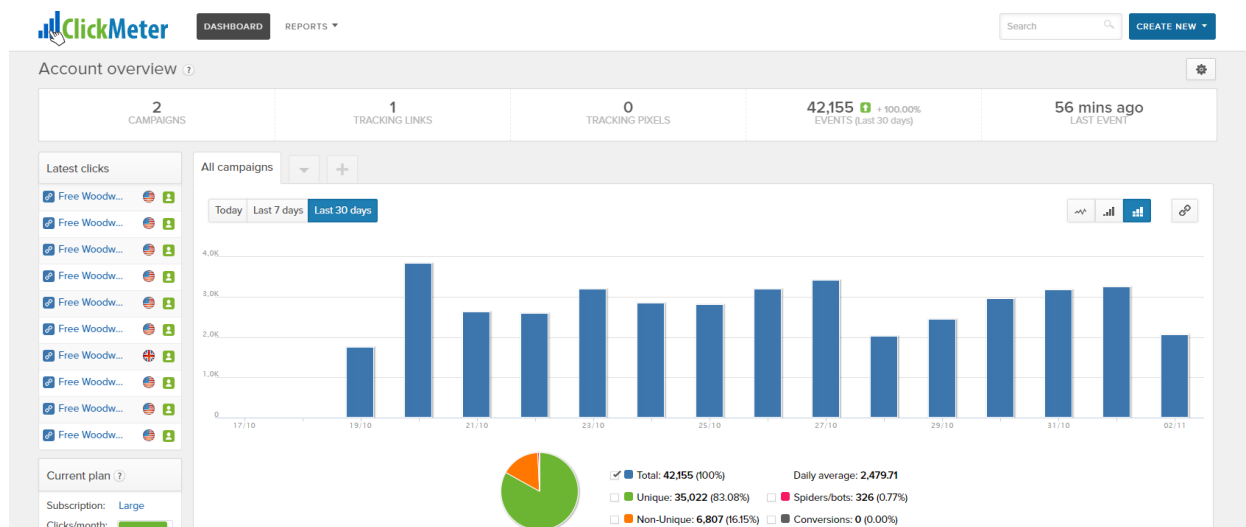 ClickMeter
DASHBOARD
REPORTS
Search
CREATE NEW
Account overview ?
2
CAMPAIGNS
1
TRACKING LINKS
0
TRACKING PIXELS
42,155 + 100.00%
EVENTS (Last 30 days)
56 mins ago
LAST EVENT
Latest clicks
Free Woodw...
Free Woodw...
Free Woodw...
Free Woodw...
Free Woodw...
Free Woodw...
Free Woodw...
Free Woodw...
Free Woodw...
Free Woodw...
Current plan ?
Subscription: Large
Clicks/month:
All campaigns
Today Last 7 days Last 30 days
4,0K
3,0K
2,0K
1,0K
0
17/10 19/10 21/10 23/10 25/10 27/10 29/10 31/10 02/11
Total: 42,155 (100%) Daily average: 2,479.71
Unique: 35,022 (83.08%) Spiders/bots: 326 (0.77%)
Non-Unique: 6,807 (16.15%) Conversions: 0 (0.00%)